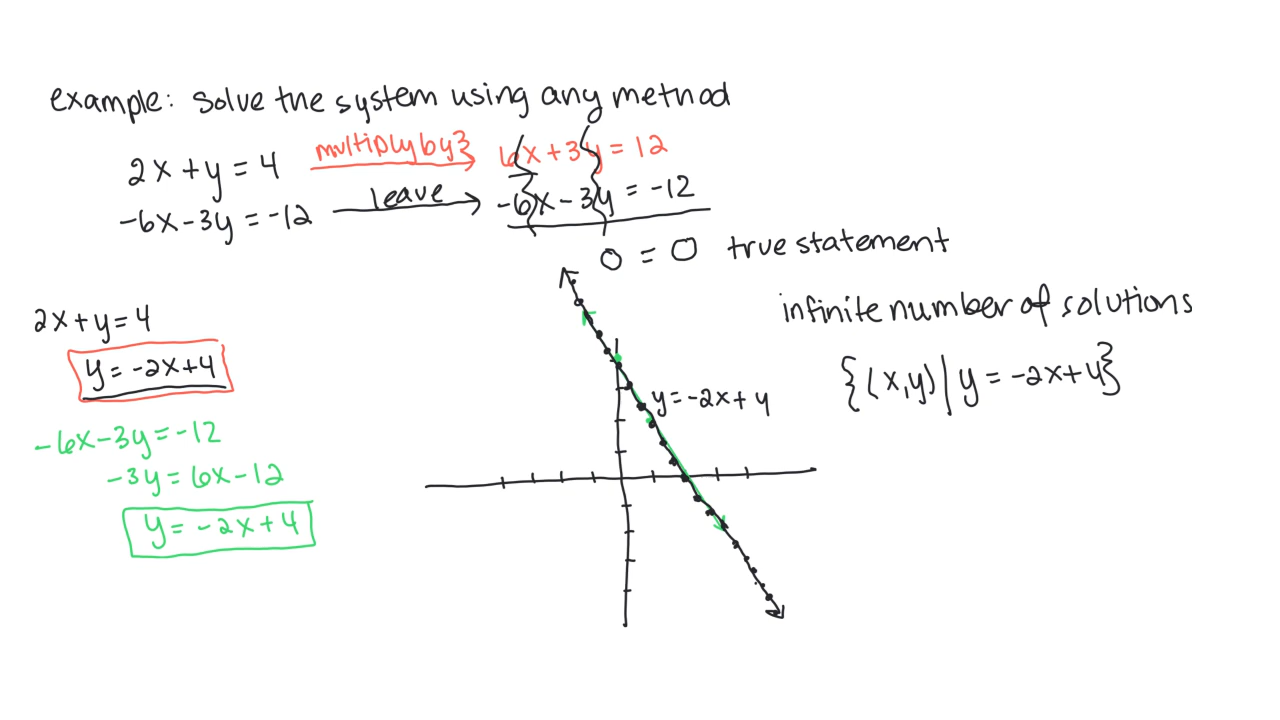 example: solve the system using any method
2x + y = 4 multiply by 3 6x + 3y = 12
-6x - 3y = -12 leave -6x - 3y = -12
0 = 0 true statement
infinite number of solutions
{(x,y) | y = -2x + 4}
2x + y = 4
y = -2x + 4
-6x - 3y = -12
-3y = 6x - 12
y = -2x + 4
y = -2x + 4